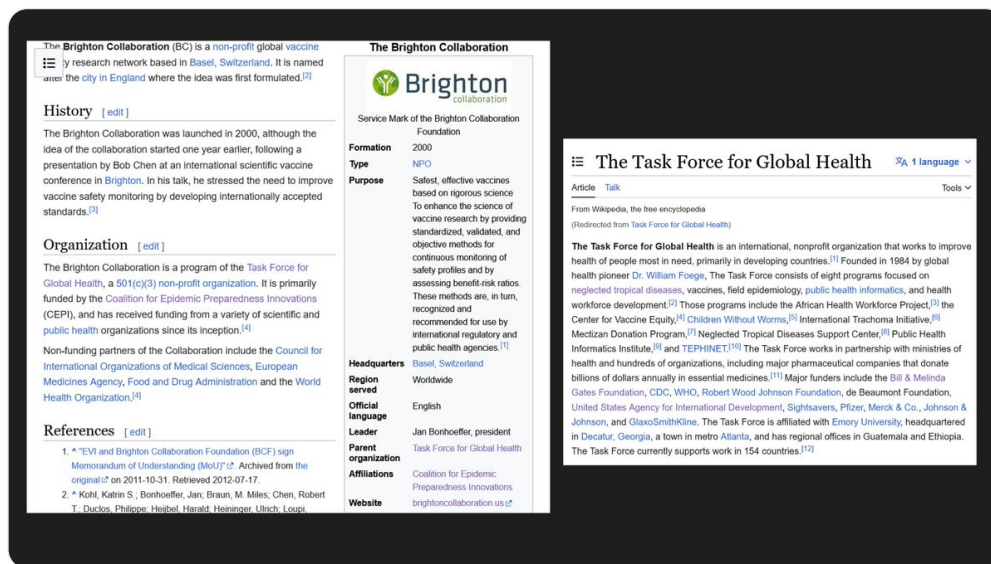 The Brighton Collaboration (BC) is a non-profit global vaccine
y research network based in Basel, Switzerland. It is named
after the city in England where the idea was first formulated.[2]
History [ edit ]
The Brighton Collaboration was launched in 2000, although the
idea of the collaboration started one year earlier, following a
presentation by Bob Chen at an international scientific vaccine
conference in Brighton. In his talk, he stressed the need to improve
vaccine safety monitoring by developing internationally accepted
standards.[3]
Organization [ edit ]
The Brighton Collaboration is a program of the Task Force for
Global Health, a 501(c)(3) non-profit organization. It is primarily
funded by the Coalition for Epidemic Preparedness Innovations
(CEPI), and has received funding from a variety of scientific and
public health organizations since its inception.[4]
Non-funding partners of the Collaboration include the Council for
International Organizations of Medical Sciences, European
Medicines Agency, Food and Drug Administration and the World
Health Organization.[4]
References [ edit ]
1. ^ "EVI and Brighton Collaboration Foundation (BCF) sign
Memorandum of Understanding (MoU)". Archived from the
original on 2011-10-31. Retrieved 2012-07-17.
2. ^ Kohl, Katrin S.; Bonhoeffer, Jan; Braun, M. Miles; Chen, Robert
T.; Duclos, Philippe; Heijbel, Harald; Heininger, Ulrich; Loupi,
The Brighton Collaboration
Brighton
collaboration
Service Mark of the Brighton Collaboration
Foundation
Formation 2000
Type NPO
Purpose Safest, effective vaccines
based on rigorous science
To enhance the science of
vaccine research by providing
standardized, validated, and
objective methods for
continuous monitoring of
safety profiles and by
assessing benefit-risk ratios.
These methods are, in turn,
recognized and
recommended for use by
international regulatory and
public health agencies.[1]
Headquarters Basel, Switzerland
Region served Worldwide
Official language English
Leader Jan Bonhoeffer, president
Parent organization Task Force for Global Health
Affiliations Coalition for Epidemic
Preparedness Innovations
Website brightoncollaboration.us
The Task Force for Global Health 1 language
Article Talk Tools
From Wikipedia, the free encyclopedia
(Redirected from Task Force for Global Health)
The Task Force for Global Health is an international, nonprofit organization that works to improve
health of people most in need, primarily in developing countries.[1] Founded in 1984 by global
health pioneer Dr. William Foege, The Task Force consists of eight programs focused on
neglected tropical diseases, vaccines, field epidemiology, public health informatics, and health
workforce development.[2] Those programs include the African Health Workforce Project,[3] the
Center for Vaccine Equity,[4] Children Without Worms,[5] International Trachoma Initiative,[6]
Mectizan Donation Program,[7] Neglected Tropical Diseases Support Center,[8] Public Health
Informatics Institute,[9] and TEPHINET.[10] The Task Force works in partnership with ministries of
health and hundreds of organizations, including major pharmaceutical companies that donate
billions of dollars annually in essential medicines.[11] Major funders include the Bill & Melinda
Gates Foundation, CDC, WHO, Robert Wood Johnson Foundation, de Beaumont Foundation,
United States Agency for International Development, Sightsavers, Pfizer, Merck & Co., Johnson &
Johnson, and GlaxoSmithKline. The Task Force is affiliated with Emory University, headquartered
in Decatur, Georgia, a town in metro Atlanta, and has regional offices in Guatemala and Ethiopia.
The Task Force currently supports work in 154 countries.[12]